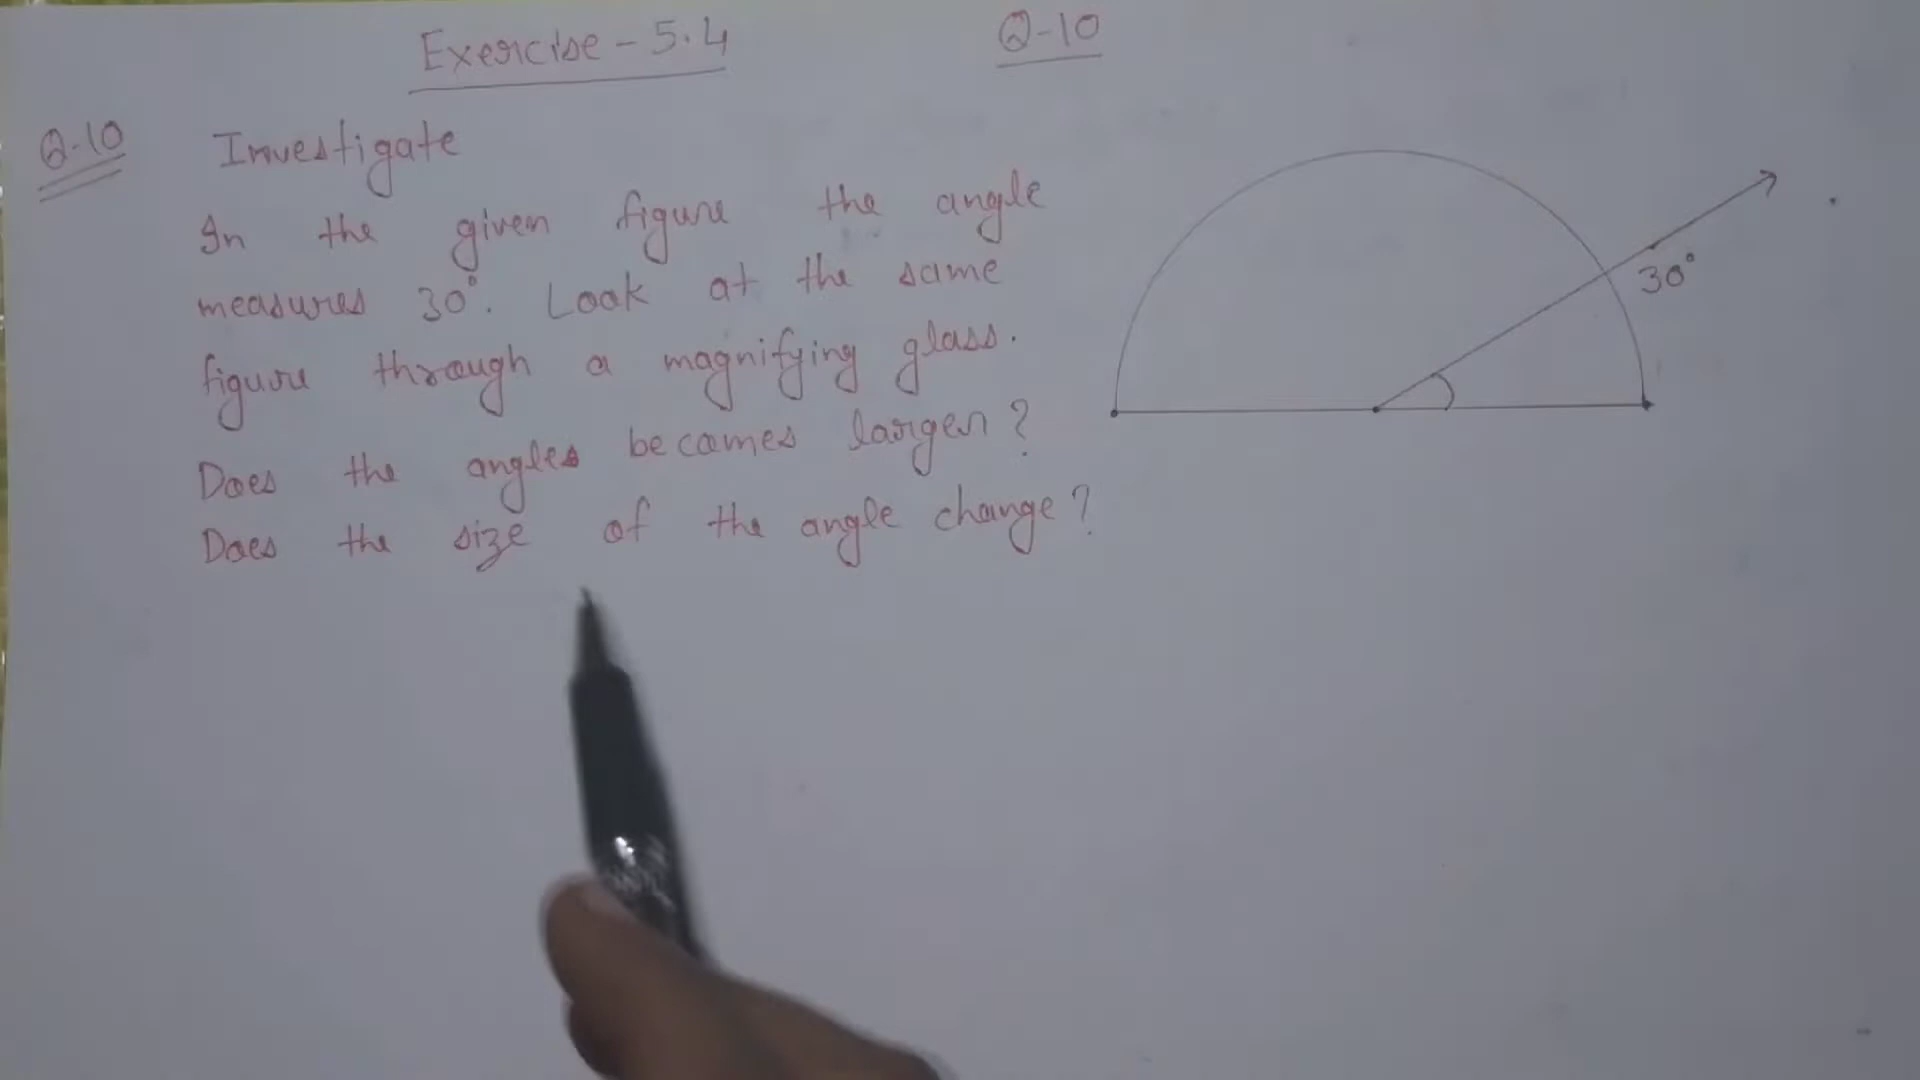 Exercise - 5.4 Q-10
Q-10 Investigate
In the given figure the angle
measures 30°. Look at the same
figure through a magnifying glass.
Does the angles becomes larger?
Does the size of the angle change?
30°